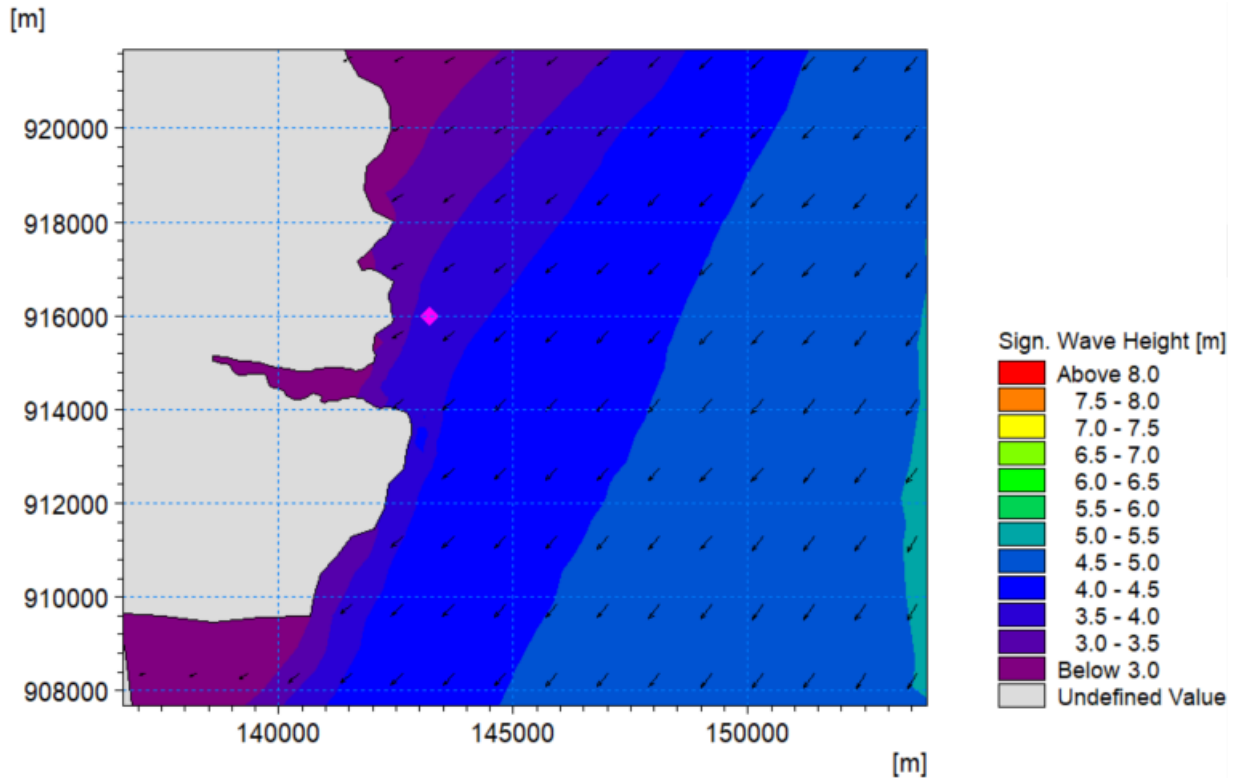 [m]
920000
918000
916000
914000
912000
910000
908000
140000
145000
150000
[m]
Sign. Wave Height [m]
Above 8.0
7.5 - 8.0
7.0 - 7.5
6.5 - 7.0
6.0 - 6.5
5.5 - 6.0
5.0 - 5.5
4.5 - 5.0
4.0 - 4.5
3.5 - 4.0
3.0 - 3.5
Below 3.0
Undefined Value